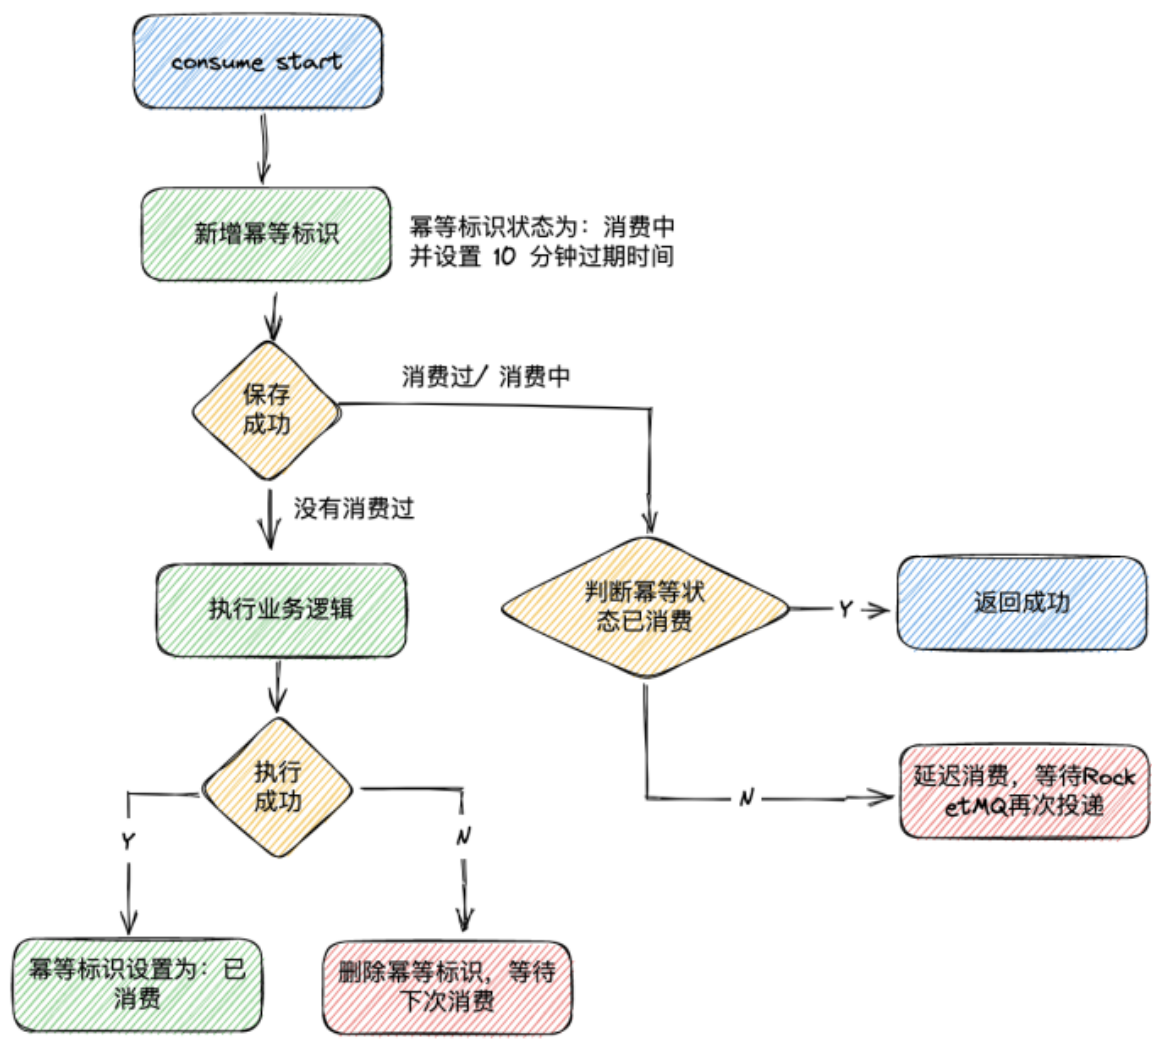 consume start
新增幂等标识
幂等标识状态为：消费中
并设置 10 分钟过期时间
保存
成功
消费过/ 消费中
没有消费过
执行业务逻辑
判断幂等状
态已消费
Y
返回成功
执行
成功
延迟消费，等待Rock
etMQ再次投递
N
Y
N
幂等标识设置为：已
消费
删除幂等标识，等待
下次消费